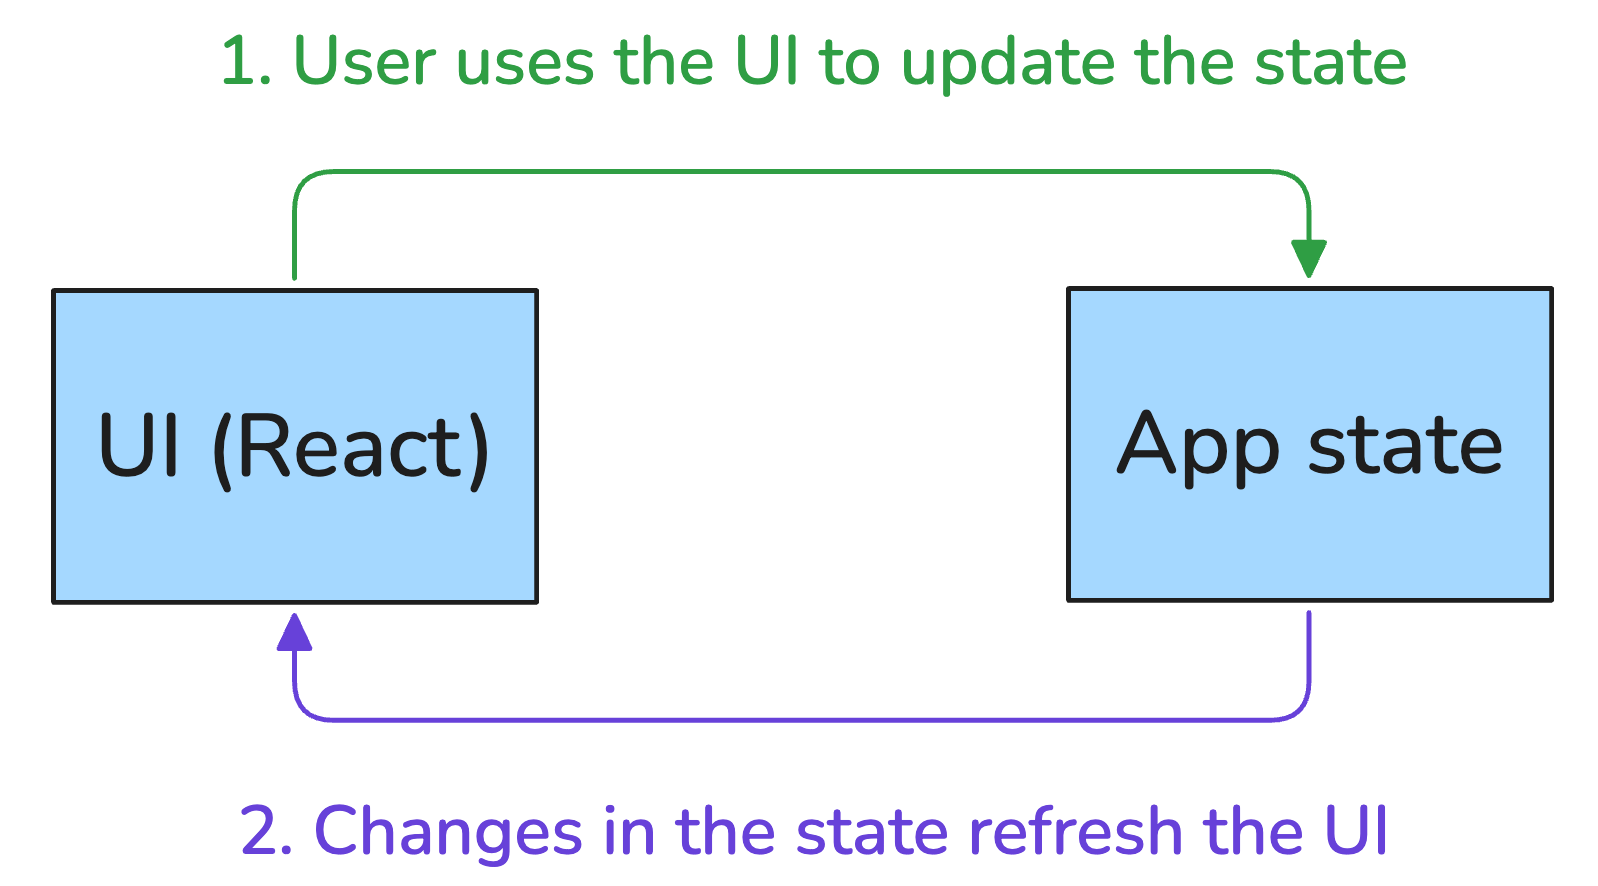 1. User uses the UI to update the state
UI (React)
App state
2. Changes in the state refresh the UI